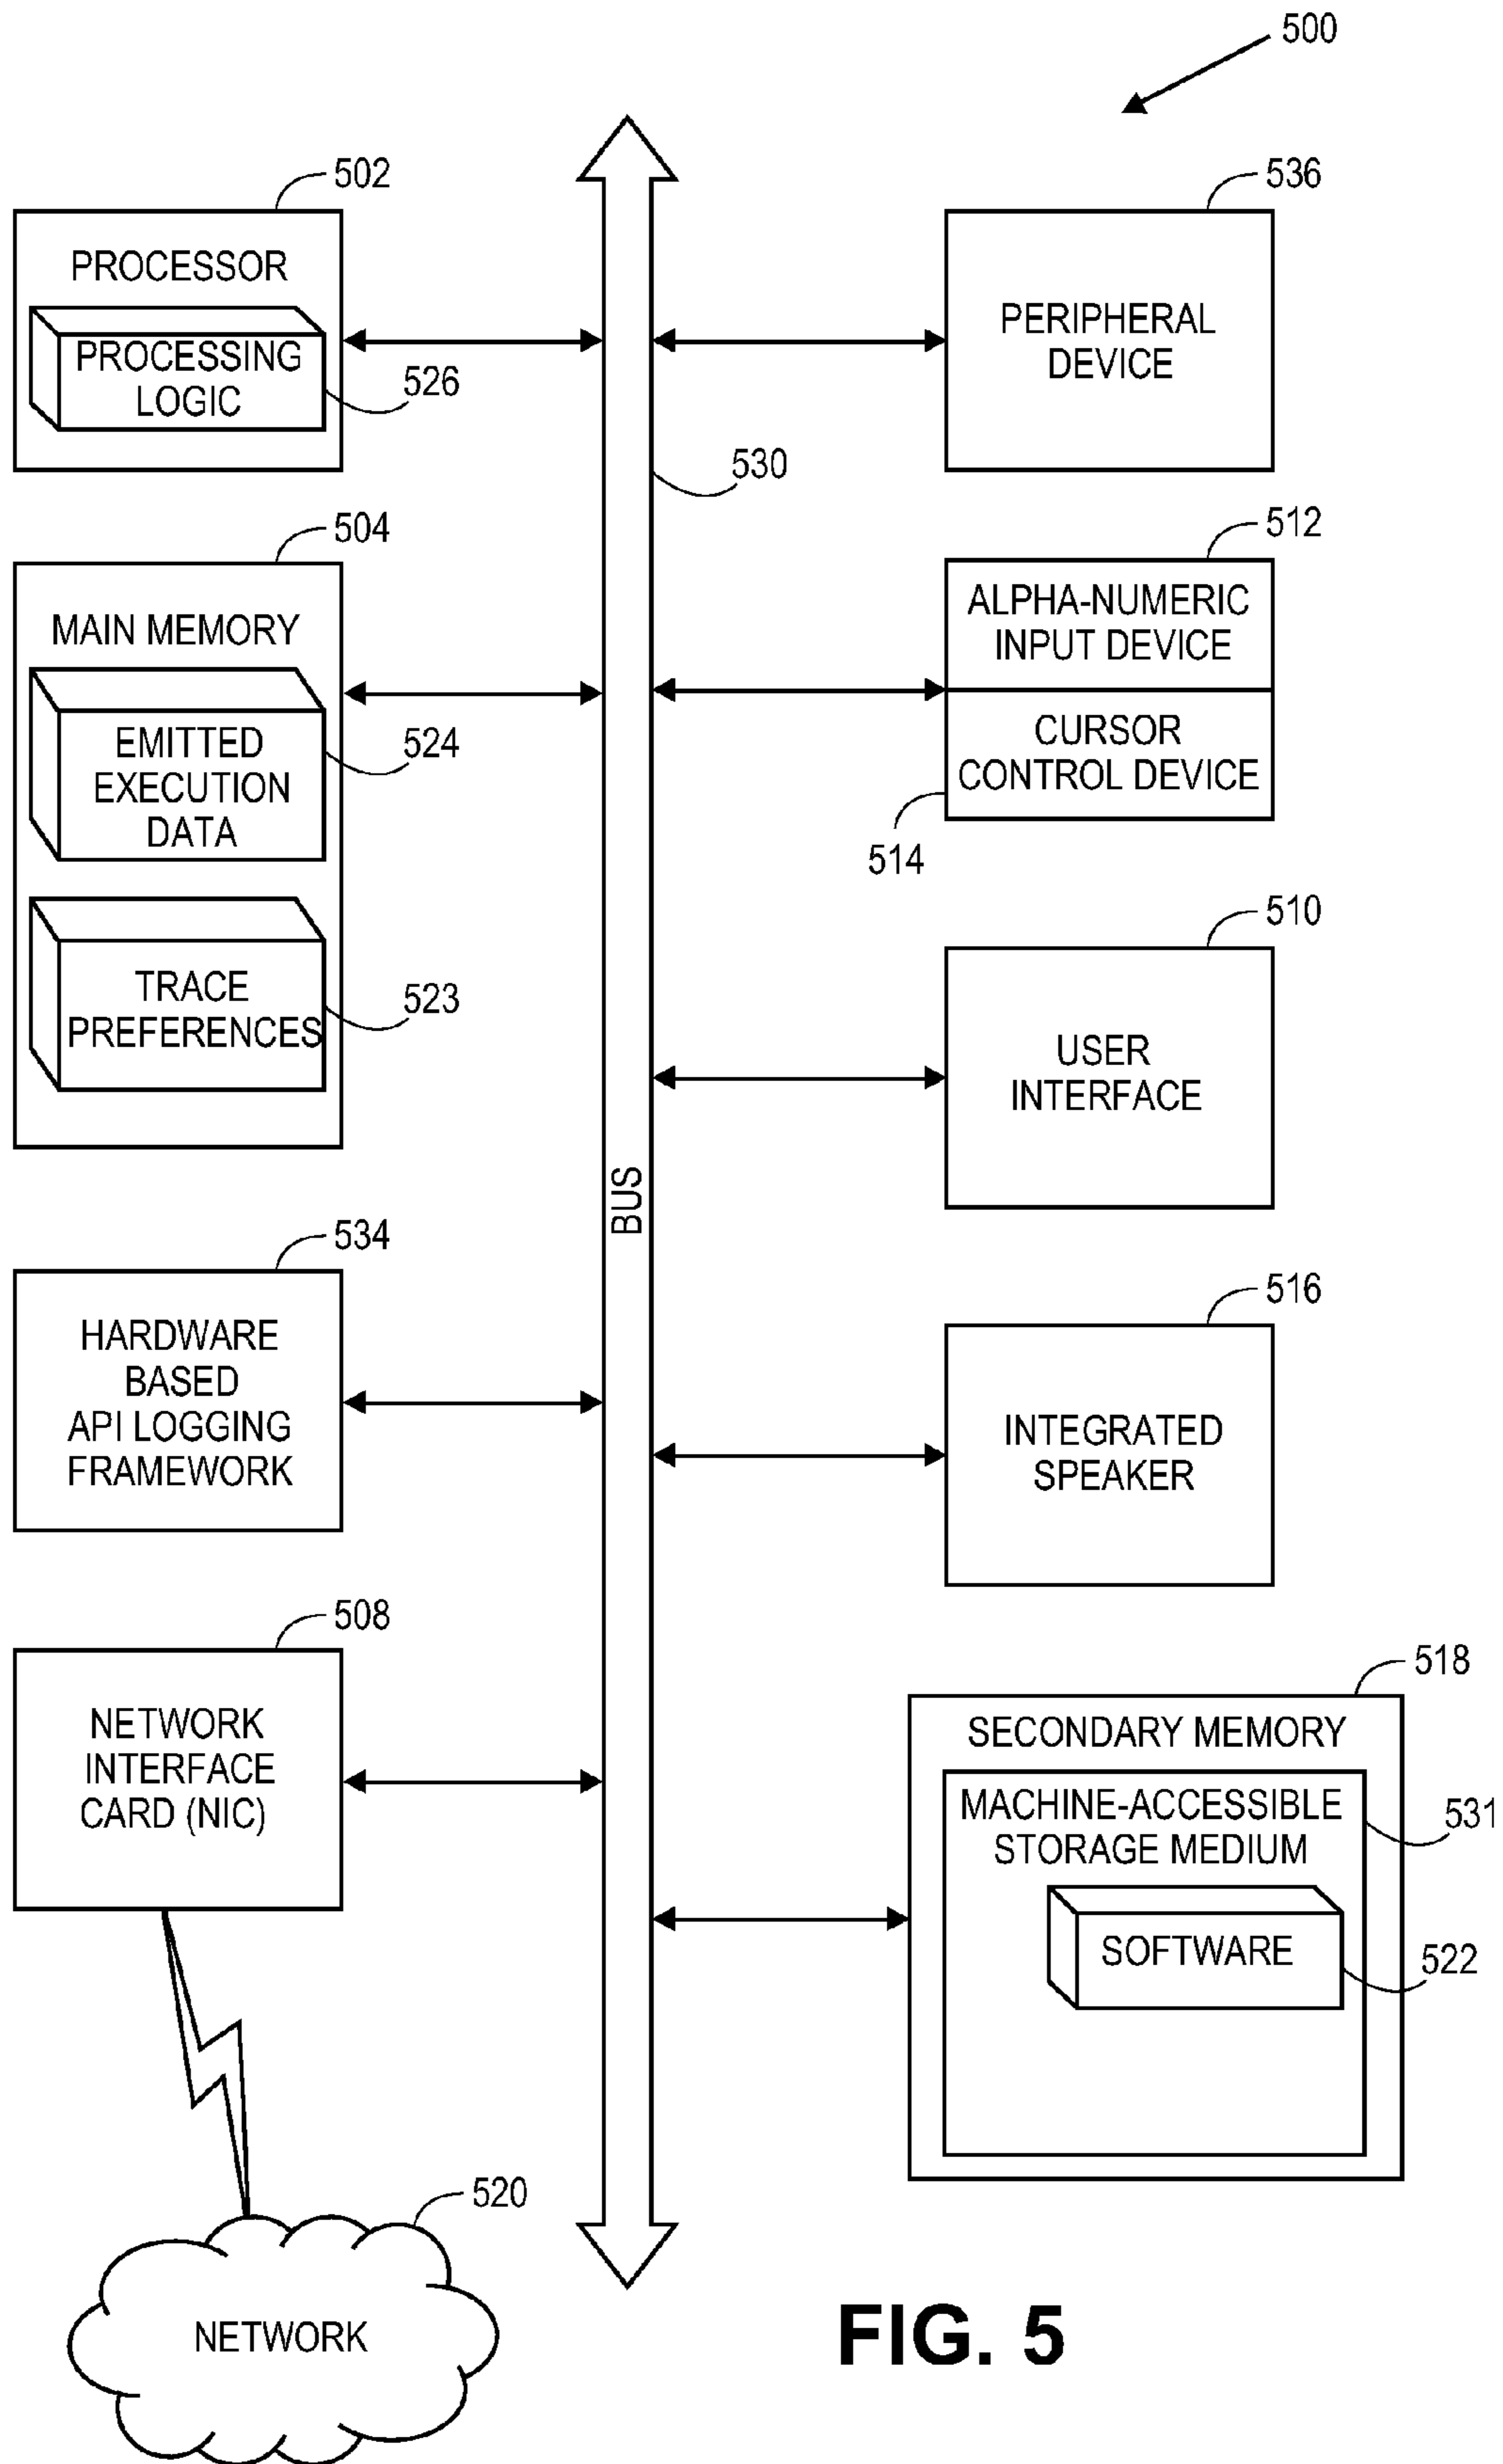 500
502
PROCESSOR
PROCESSING
LOGIC
526
504
MAIN MEMORY
EMITTED
EXECUTION
DATA
524
TRACE
PREFERENCES
523
534
HARDWARE
BASED
API LOGGING
FRAMEWORK
508
NETWORK
INTERFACE
CARD (NIC)
520
NETWORK
530
BUS
536
PERIPHERAL
DEVICE
512
ALPHA-NUMERIC
INPUT DEVICE
CURSOR
CONTROL DEVICE
514
510
USER
INTERFACE
516
INTEGRATED
SPEAKER
518
SECONDARY MEMORY
MACHINE-ACCESSIBLE
STORAGE MEDIUM
531
SOFTWARE
522
FIG. 5